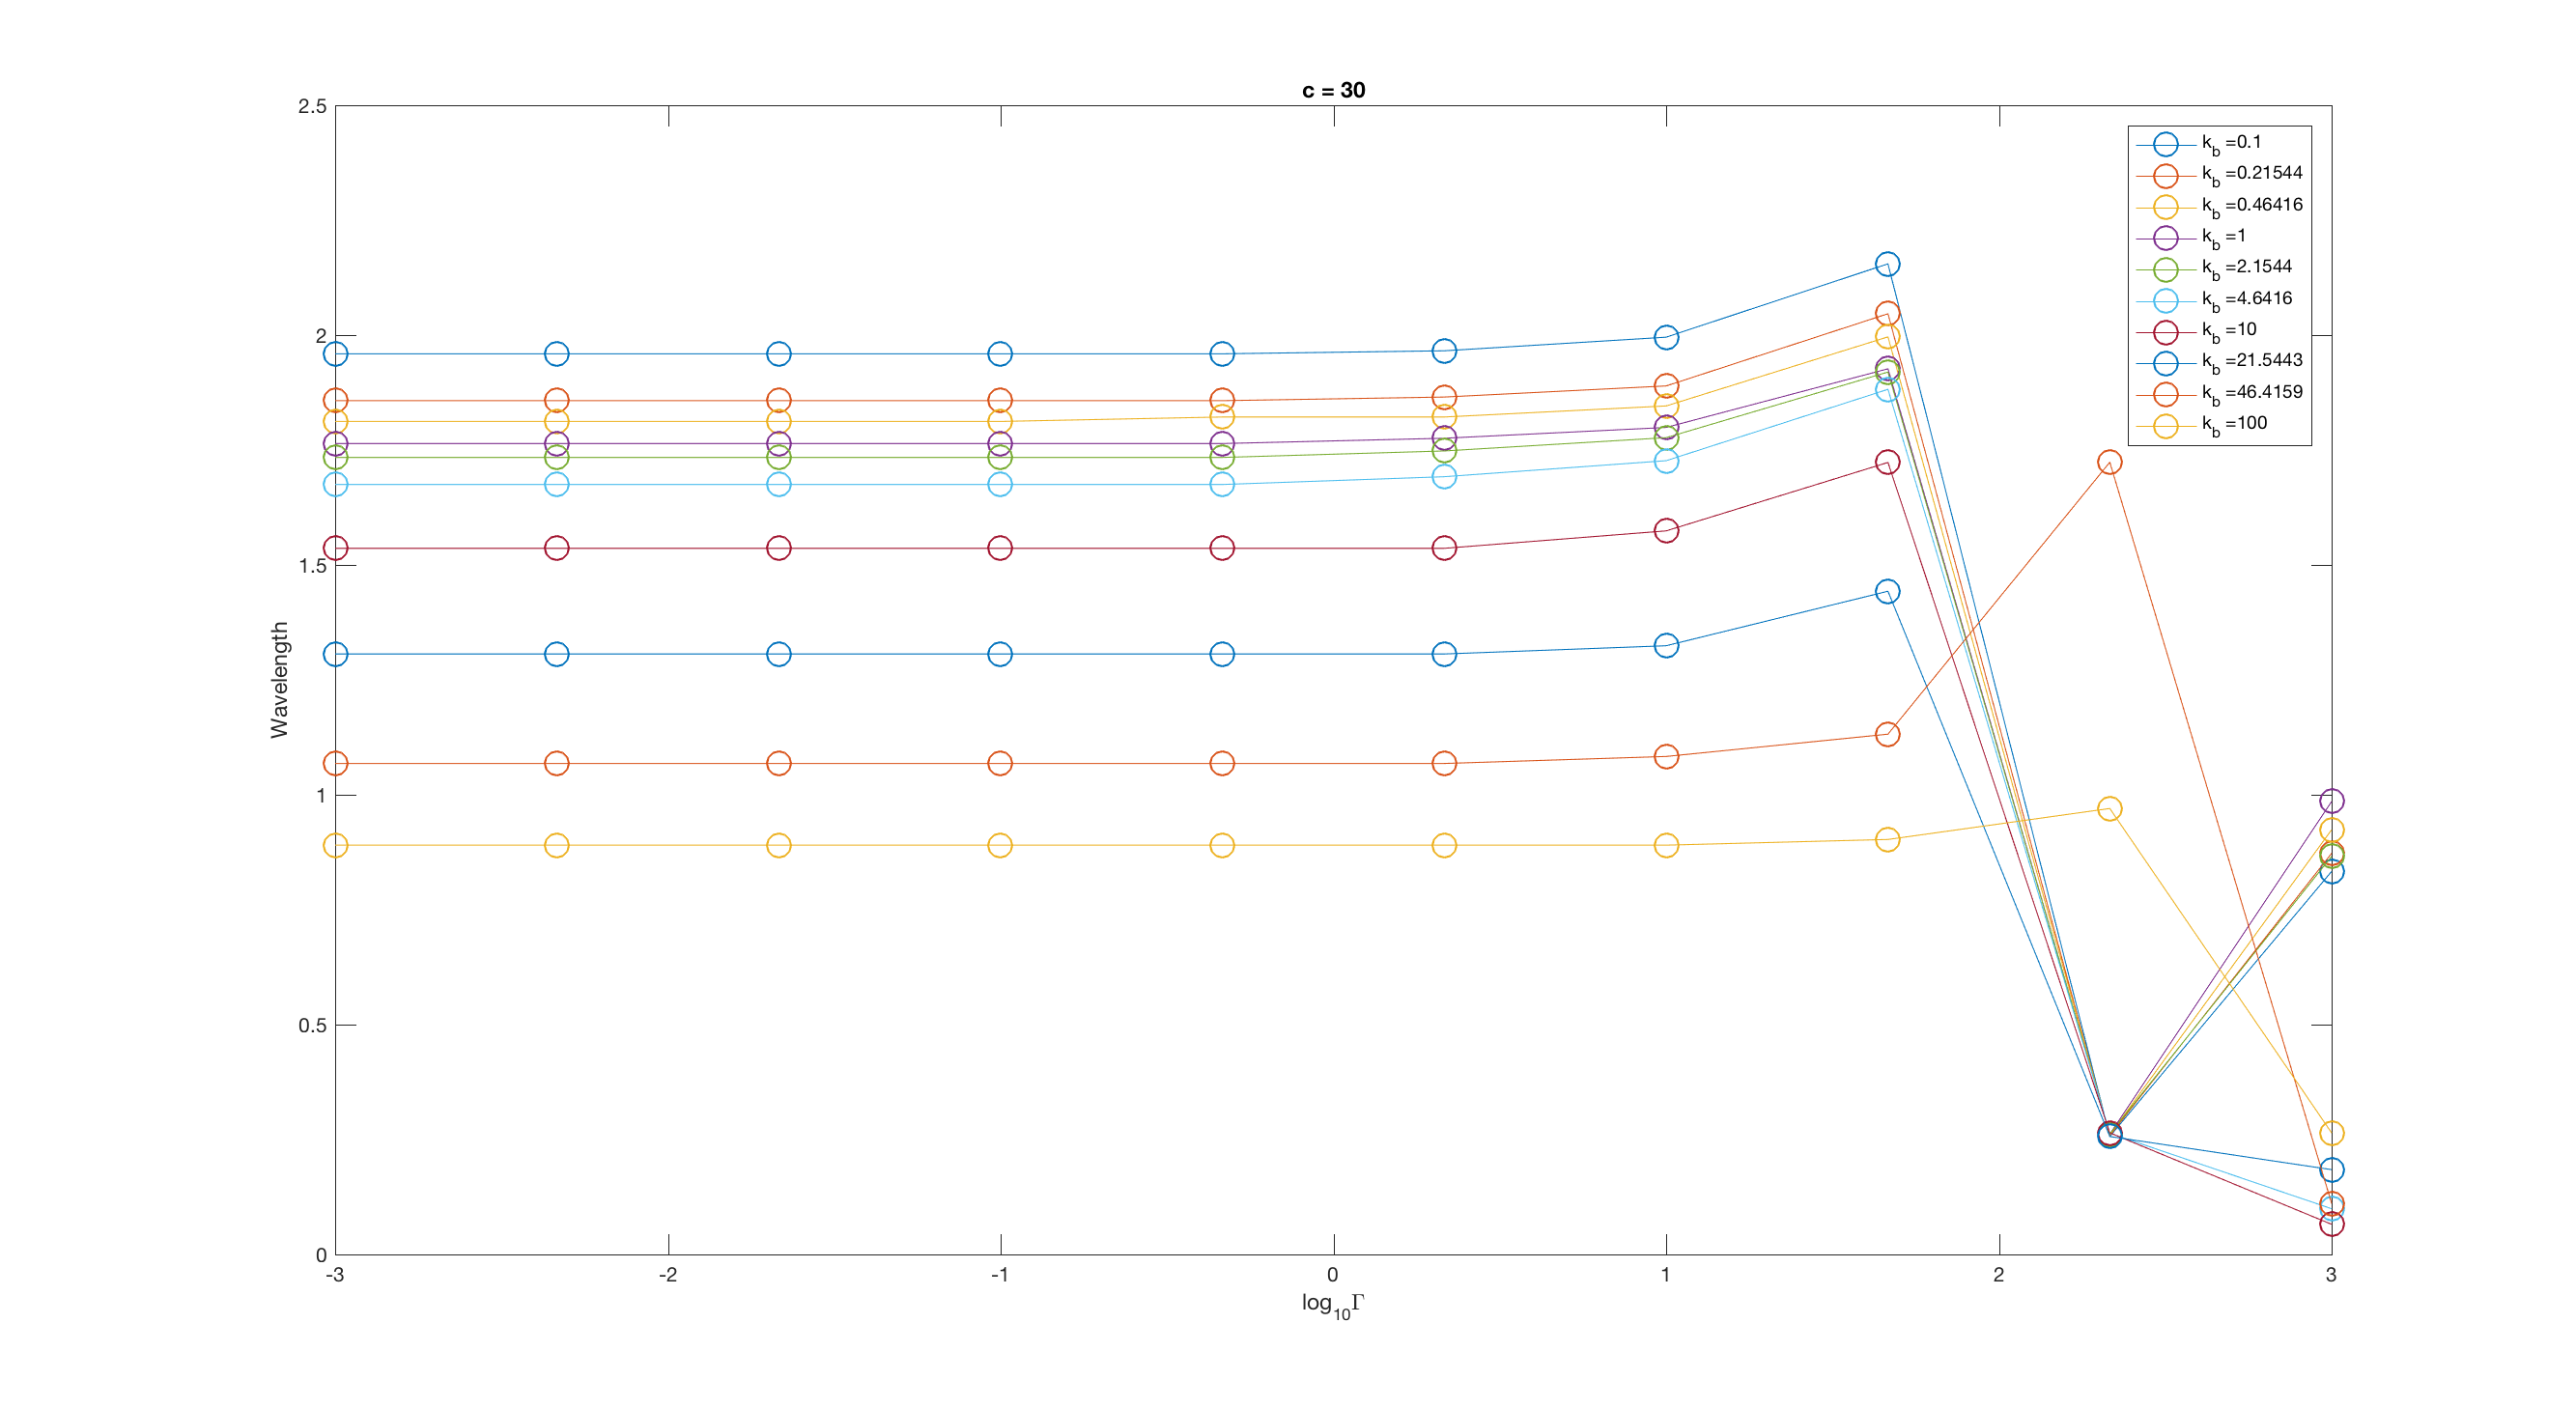 c = 30
2.5
2
1.5
1
0.5
0
Wavelength
-3
-2
-1
0
1
2
3
log10Γ
kb =0.1
kb =0.21544
kb =0.46416
kb =1
kb =2.1544
kb =4.6416
kb =10
kb =21.5443
kb =46.4159
kb =100